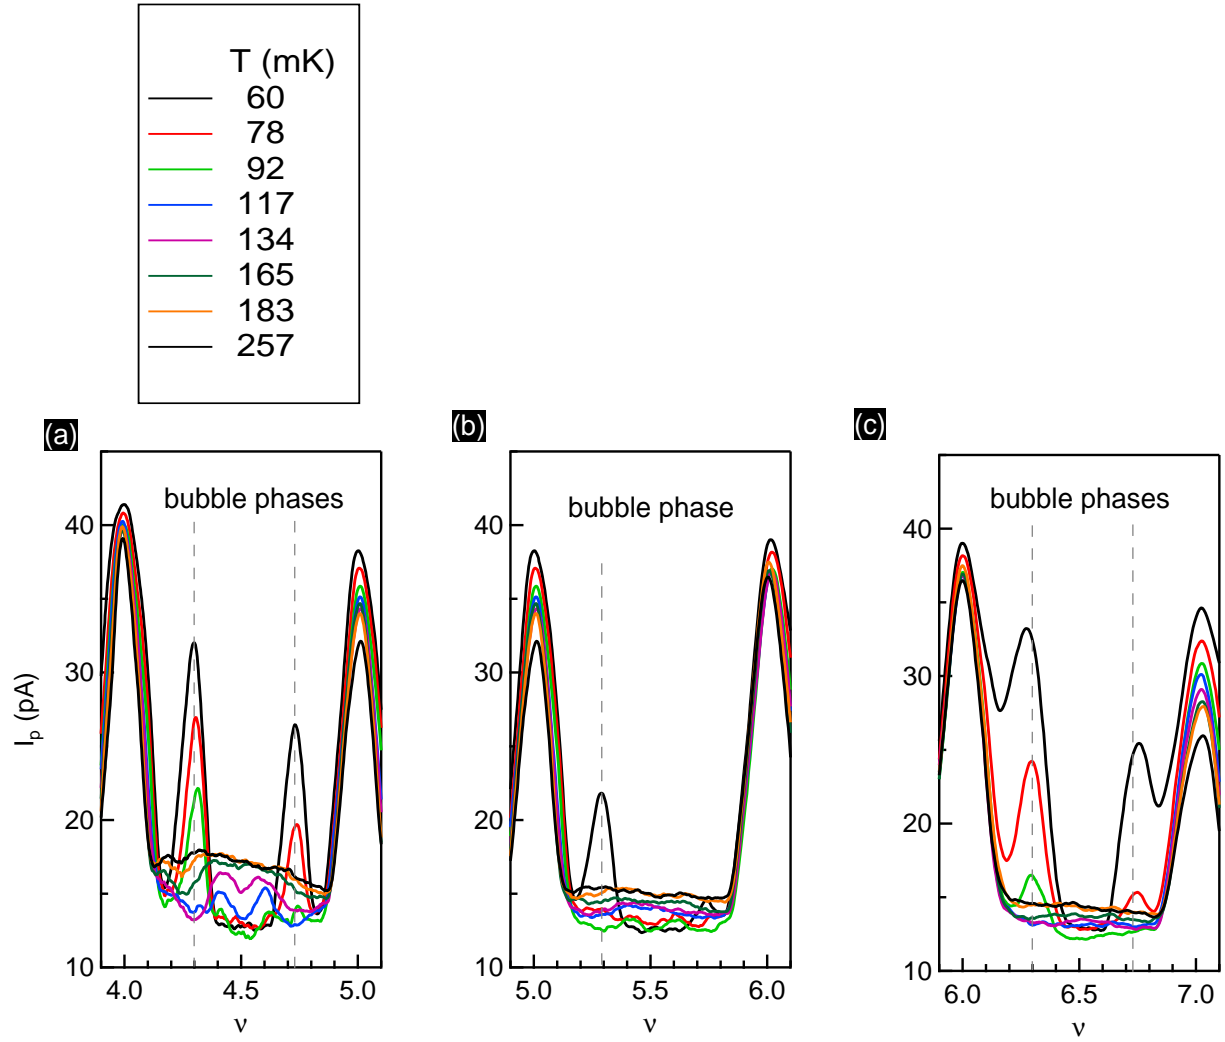 T (mK)
60
78
92
117
134
165
183
257
(a)
(b)
(c)
bubble phases
bubble phase
bubble phases
40
30
20
10
40
30
20
10
40
30
20
10
I_p (pA)
4.0 4.5 5.0
5.0 5.5 6.0
6.0 6.5 7.0
ν
ν
ν